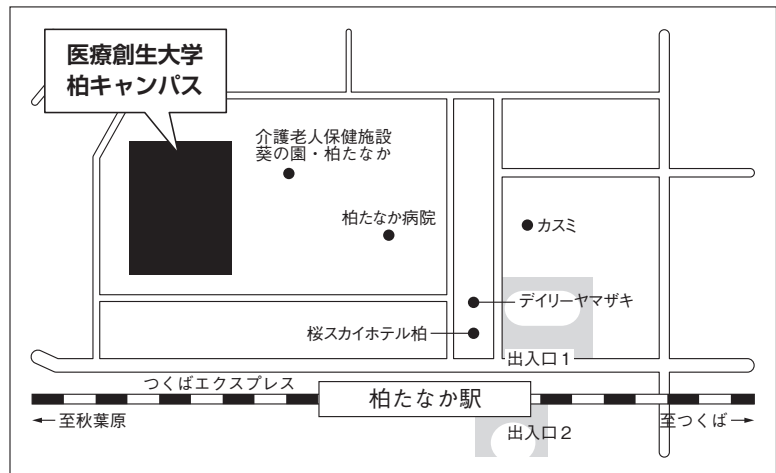 医療創生大学
柏キャンパス
介護老人保健施設
葵の園・柏たなか
柏たなか病院
カスミ
デイリーヤマザキ
桜スカイホテル柏
出入口1
つくばエクスプレス
柏たなか駅
←至秋葉原
至つくば→
出入口2